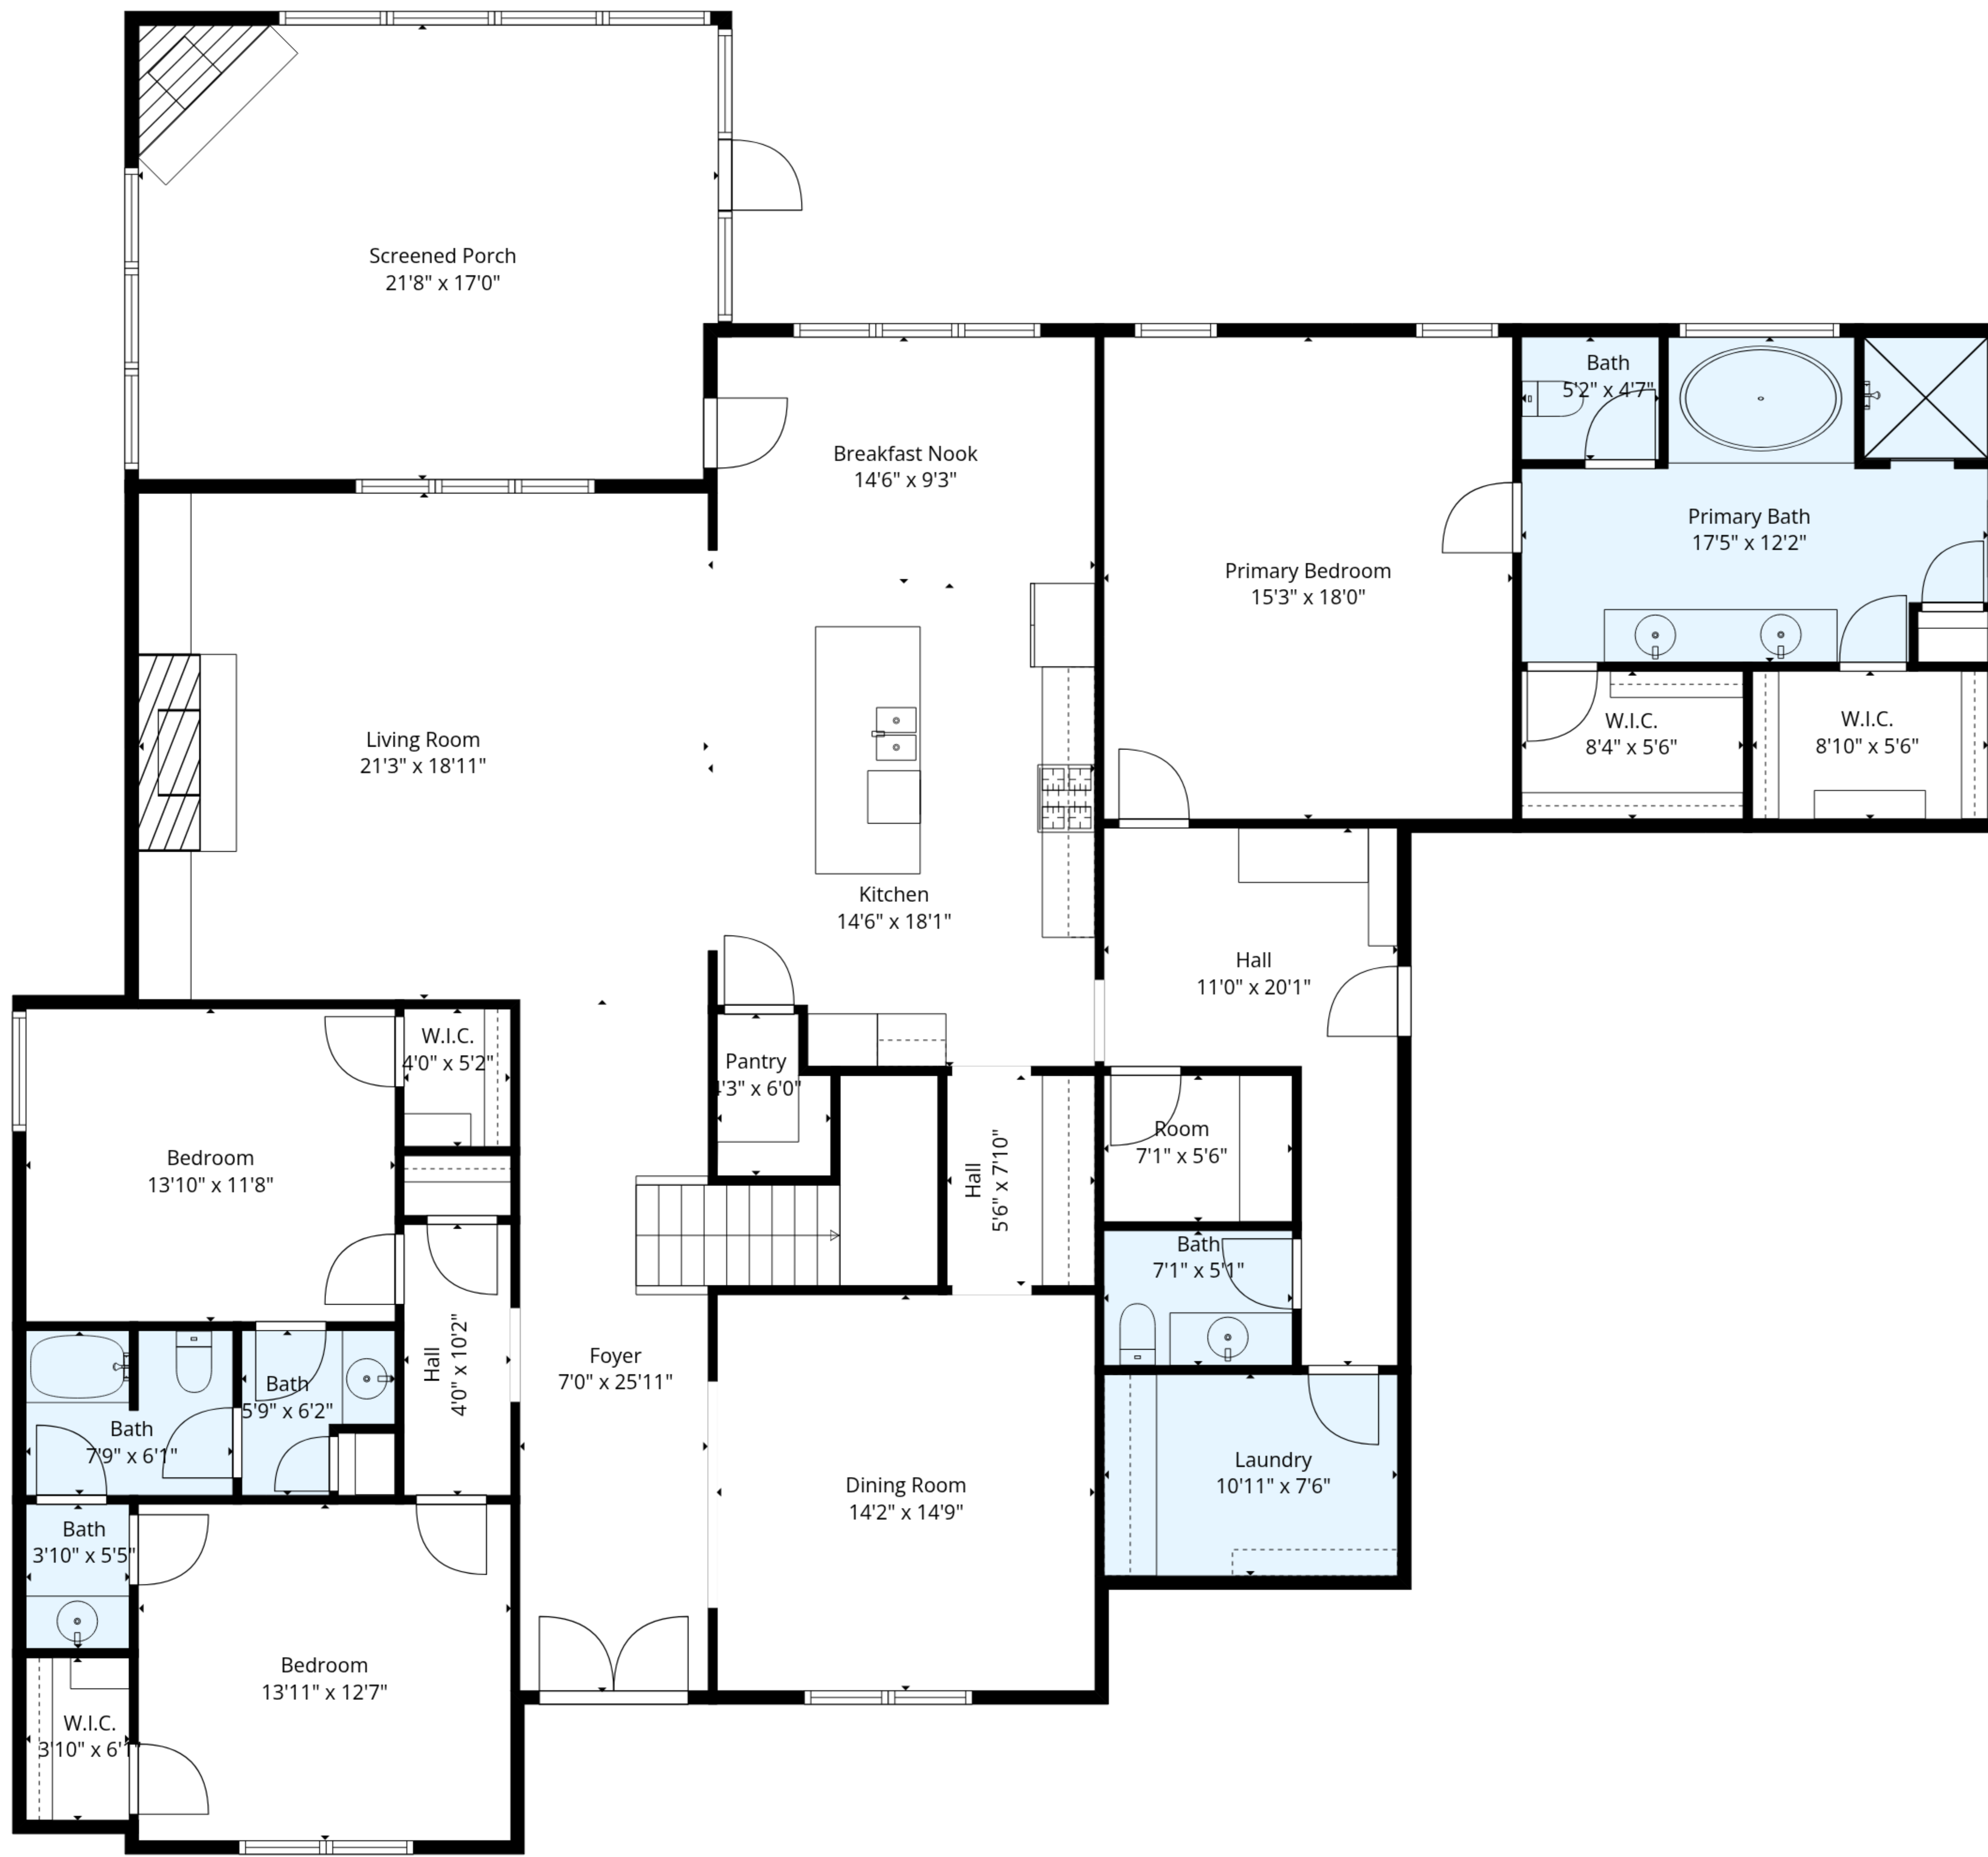 Screened Porch
21'8" x 17'0"
Breakfast Nook
14'6" x 9'3"
Bath
5'2" x 4'7"
Primary Bath
17'5" x 12'2"
Primary Bedroom
15'3" x 18'0"
Living Room
21'3" x 18'11"
W.I.C.
8'4" x 5'6"
W.I.C.
8'10" x 5'6"
Kitchen
14'6" x 18'1"
Hall
11'0" x 20'1"
W.I.C.
4'0" x 5'2"
Pantry
4'3" x 6'0"
Bedroom
13'10" x 11'8"
Hall
5'6" x 7'10"
Room
7'1" x 5'6"
Bath
7'1" x 5'1"
Hall
4'0" x 10'2"
Foyer
7'0" x 25'11"
Bath
5'9" x 6'2"
Bath
7'9" x 6'1"
Dining Room
14'2" x 14'9"
Laundry
10'11" x 7'6"
Bath
3'10" x 5'5"
Bedroom
13'11" x 12'7"
W.I.C.
3'10" x 6'1"